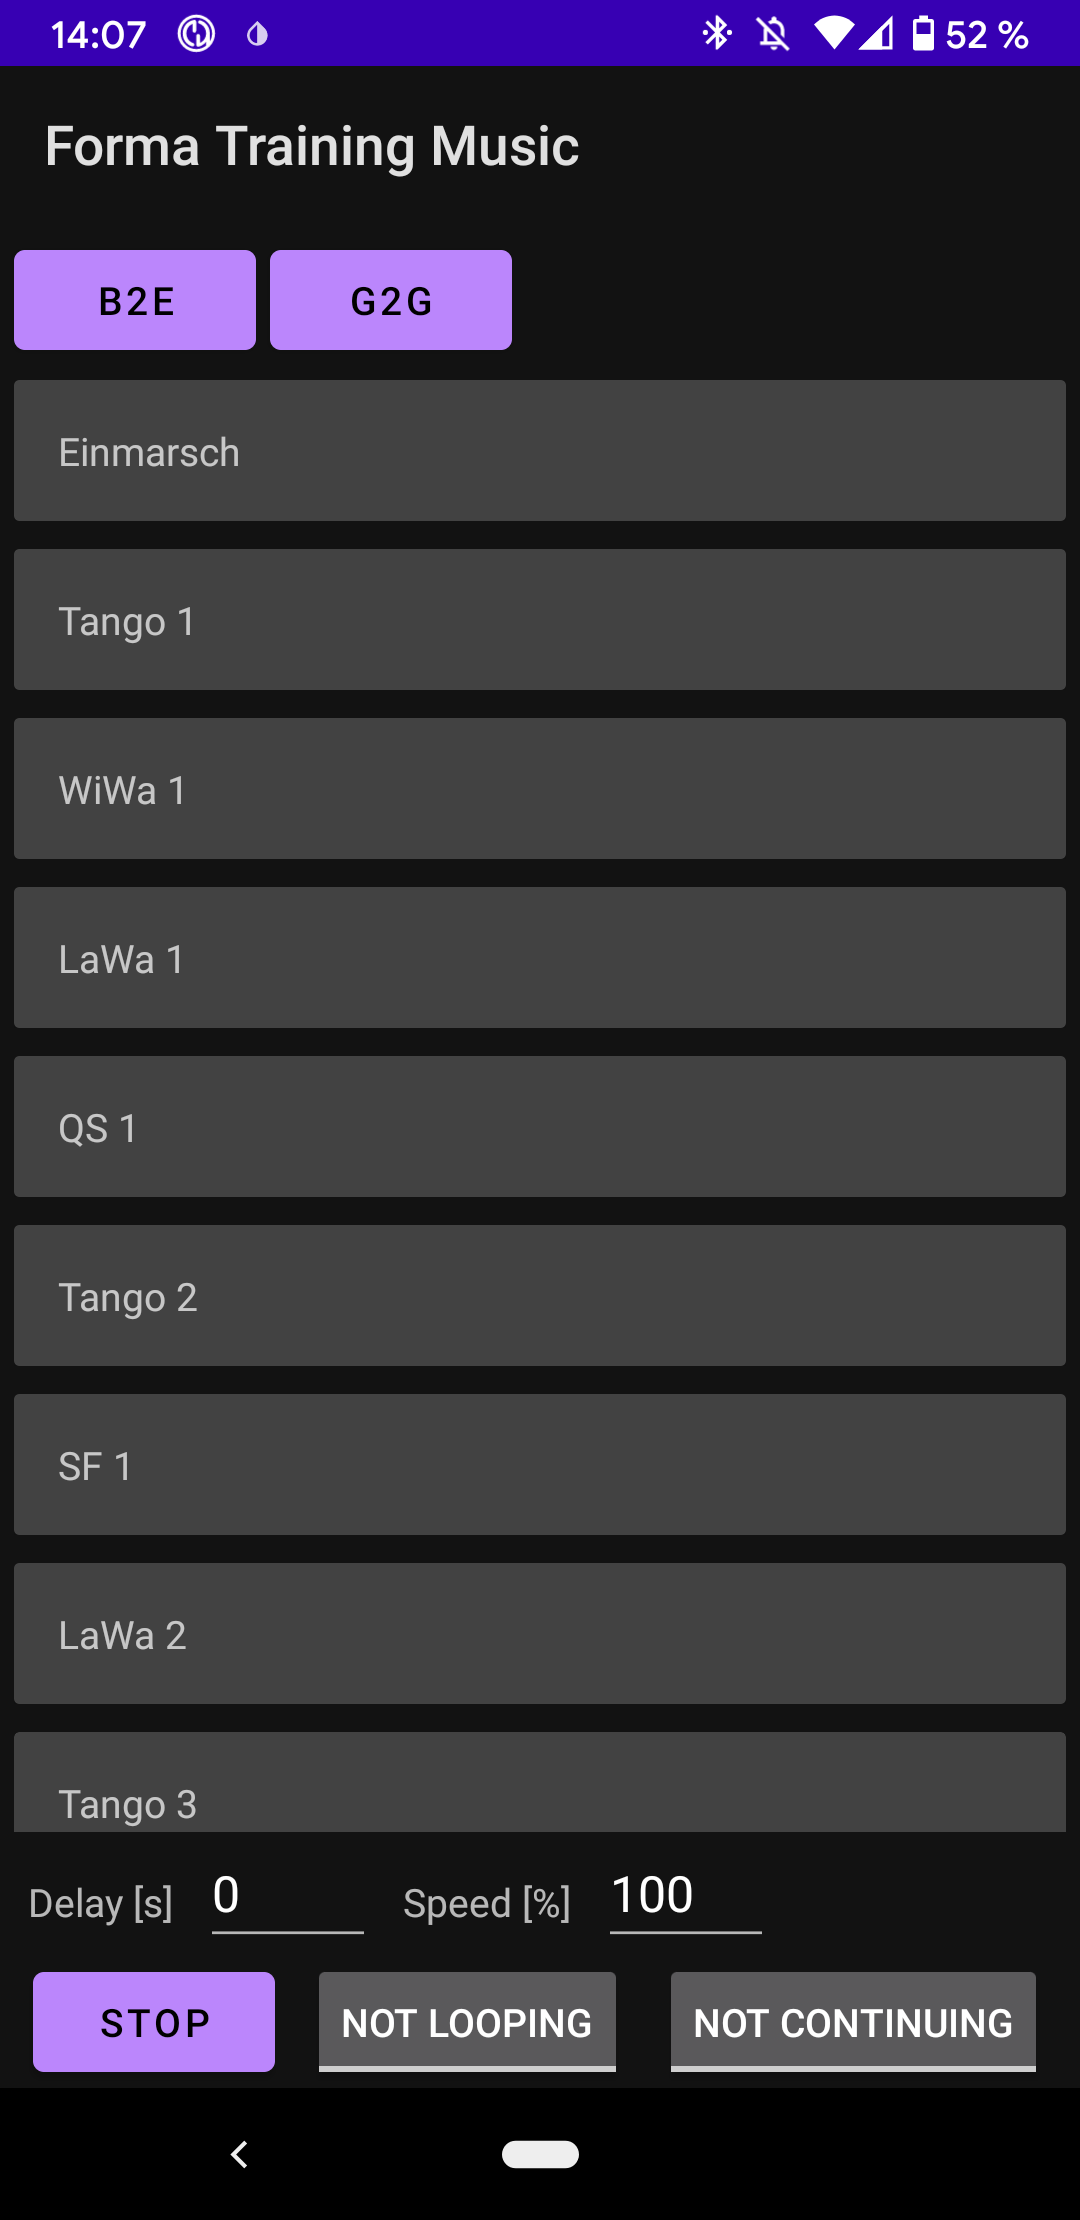 14:07 52 %
Forma Training Music
B2E G2G
Einmarsch
Tango 1
WiWa 1
LaWa 1
QS 1
Tango 2
SF 1
LaWa 2
Tango 3
Delay [s] 0 Speed [%] 100
STOP NOT LOOPING NOT CONTINUING